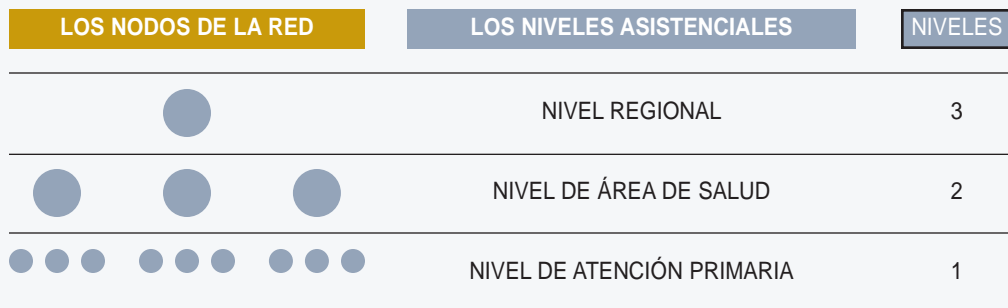 LOS NODOS DE LA RED LOS NIVELES ASISTENCIALES NIVELES
NIVEL REGIONAL 3
NIVEL DE ÁREA DE SALUD 2
NIVEL DE ATENCIÓN PRIMARIA 1